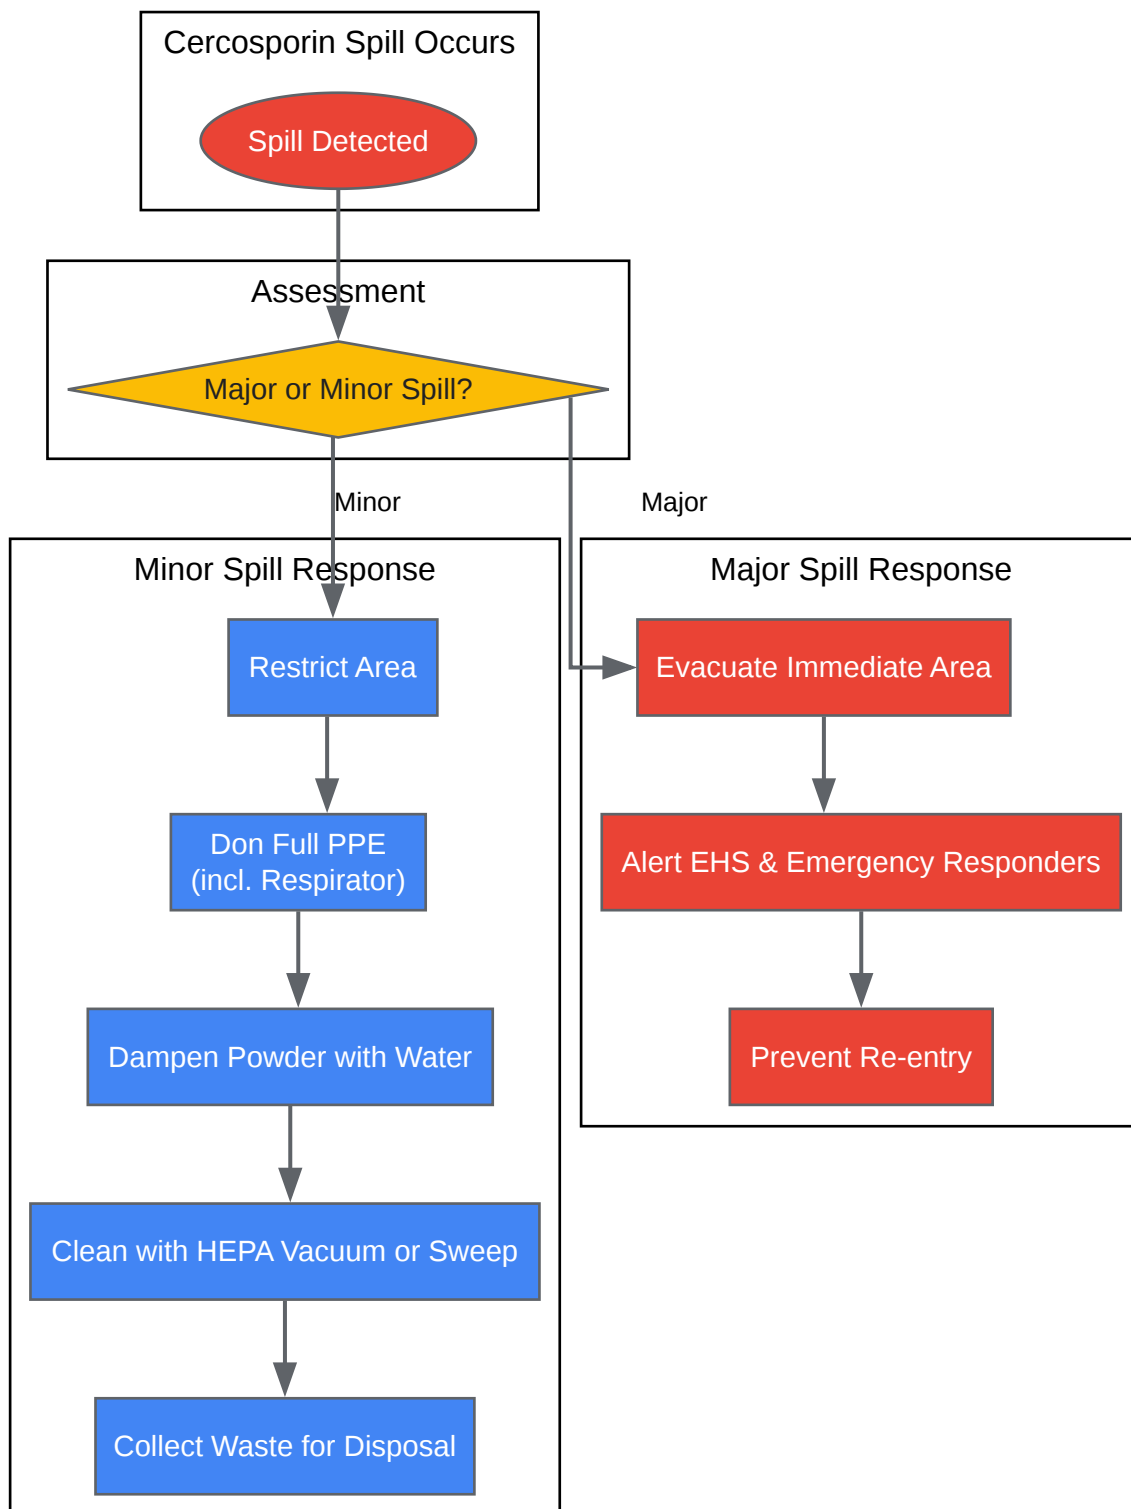 Cercosporin Spill Occurs
Spill Detected
Assessment
Major or Minor Spill?
Minor
Major
Minor Spill Response
Restrict Area
Don Full PPE
(incl. Respirator)
Dampen Powder with Water
Clean with HEPA Vacuum or Sweep
Collect Waste for Disposal
Major Spill Response
Evacuate Immediate Area
Alert EHS & Emergency Responders
Prevent Re-entry